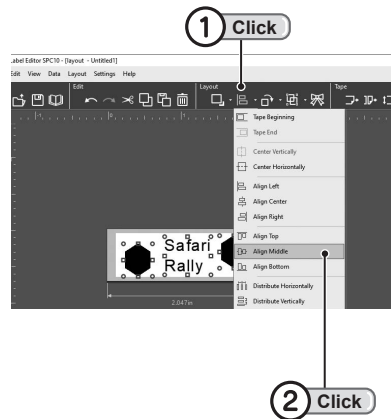 1 Click
Label Editor SPC10 - [layout - Untitled1]
Edit View Data Layout Settings Help
Edit
Layout
Tape
Tape Beginning
Tape End
Center Vertically
Center Horizontally
Align Left
Align Center
Align Right
Align Top
Align Middle
Align Bottom
Distribute Horizontally
Distribute Vertically
Safari
Rally
2.047in
2 Click